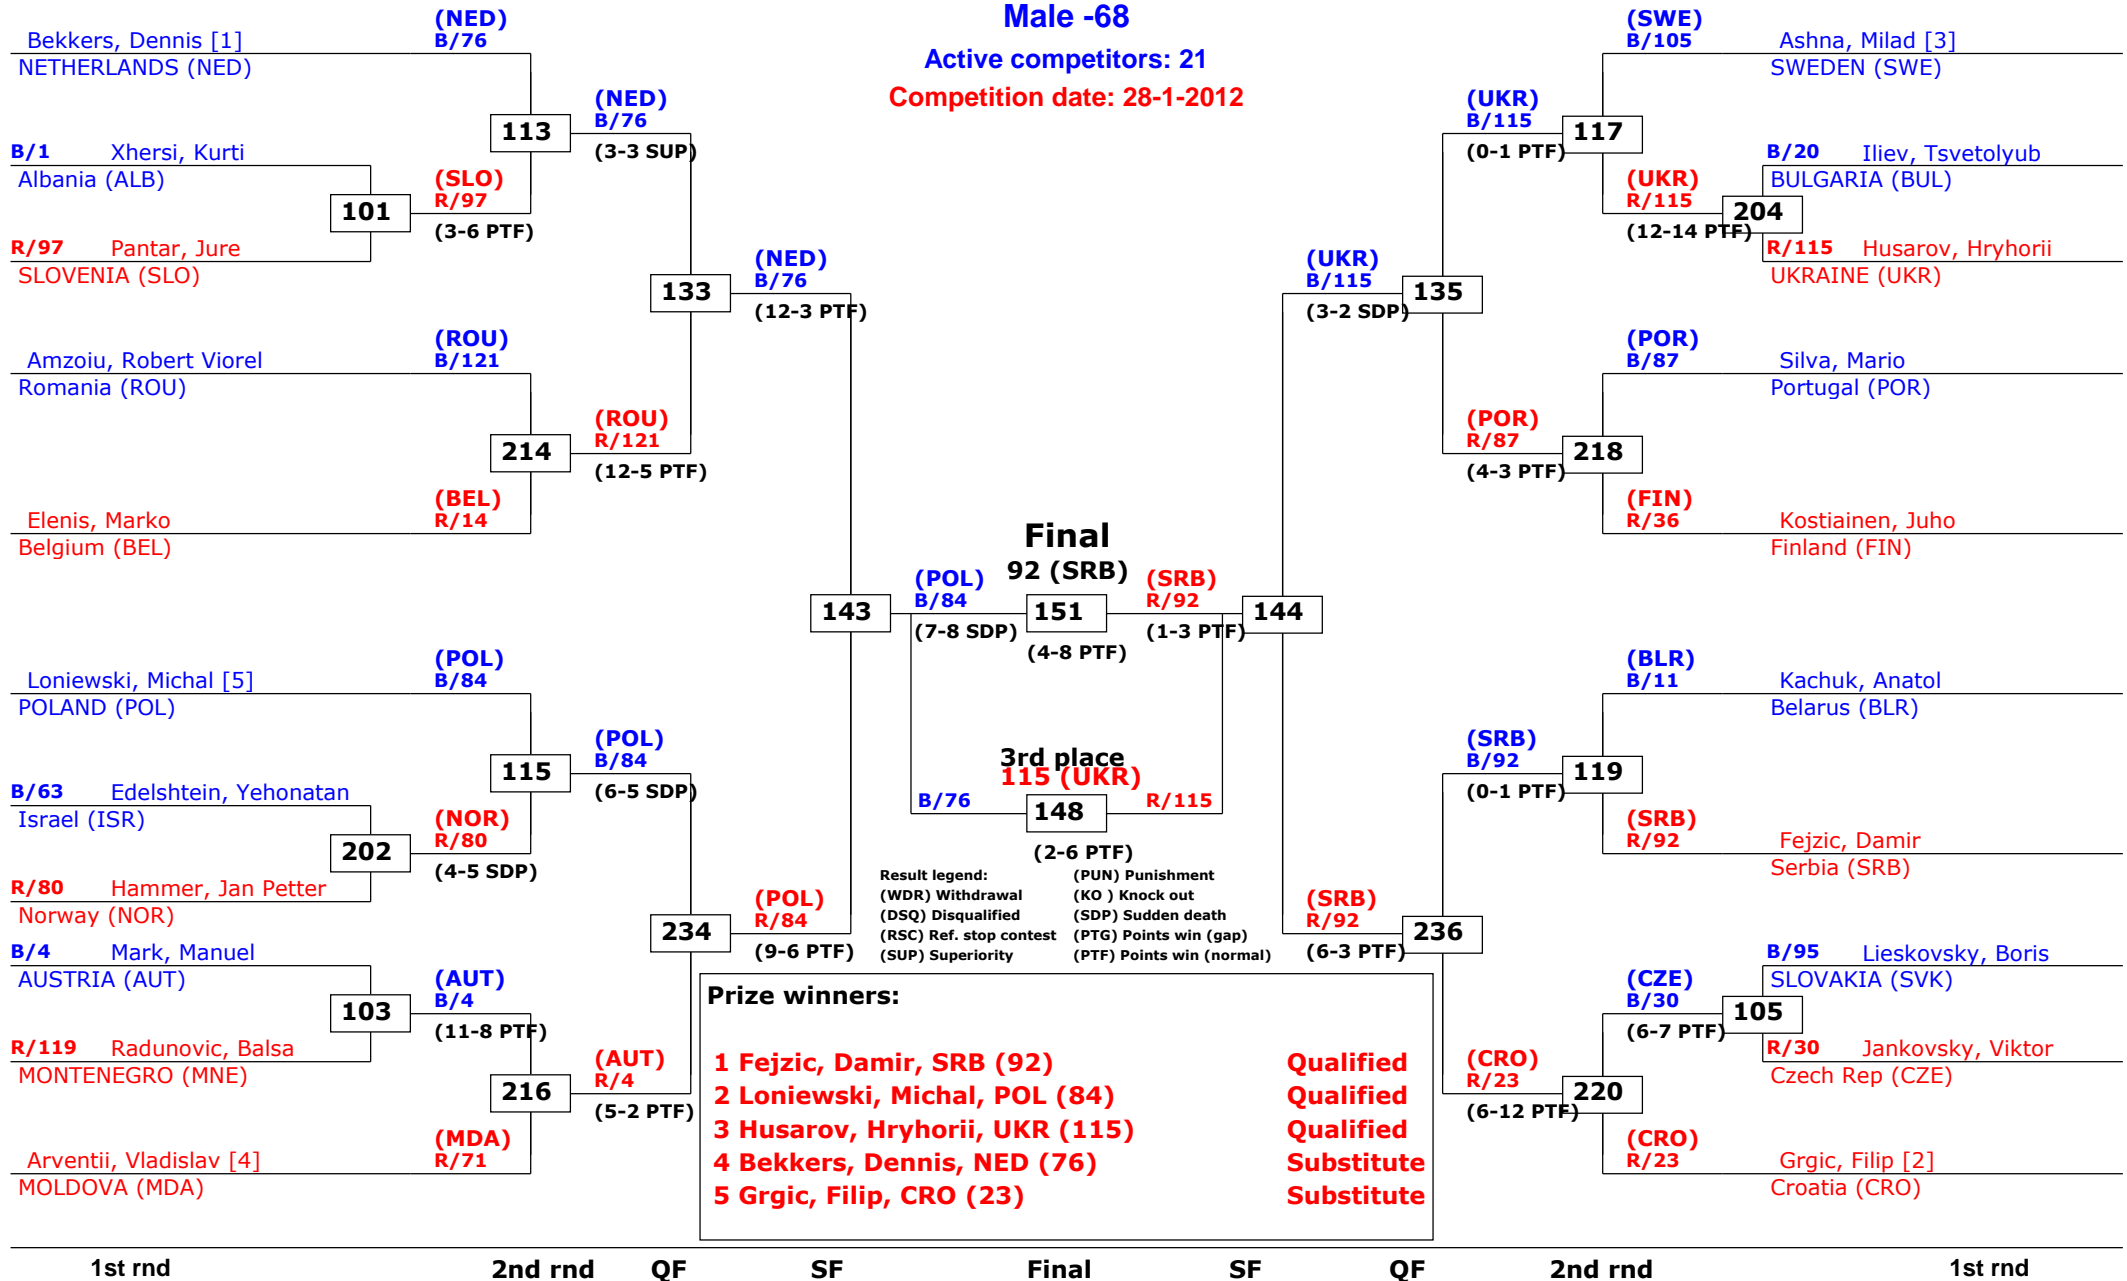 Male -68
Active competitors: 21
Competition date: 28-1-2012
(NED)
Bekkers, Dennis [1] B/76
NETHERLANDS (NED)
(NED)
B/76
113
(3-3 SUP)
B/1 Xhersi, Kurti
Albania (ALB)
(SLO)
R/97
101
(3-6 PTF)
R/97 Pantar, Jure
SLOVENIA (SLO)
(NED)
B/76
133
(12-3 PTF)
(ROU)
Amzoiu, Robert Viorel B/121
Romania (ROU)
(ROU)
R/121
214
(12-5 PTF)
(BEL)
Elenis, Marko R/14
Belgium (BEL)
143
(POL)
B/84
(7-8 SDP)
(POL)
Loniewski, Michal [5] B/84
POLAND (POL)
(POL)
B/84
115
(6-5 SDP)
B/63 Edelshtein, Yehonatan
Israel (ISR)
(NOR)
R/80
202
(4-5 SDP)
R/80 Hammer, Jan Petter
Norway (NOR)
(POL)
R/84
234
(9-6 PTF)
B/4 Mark, Manuel
AUSTRIA (AUT)
(AUT)
B/4
103
(11-8 PTF)
R/119 Radunovic, Balsa
MONTENEGRO (MNE)
(AUT)
R/4
216
(5-2 PTF)
(MDA)
Arventii, Vladislav [4] R/71
MOLDOVA (MDA)
Final
92 (SRB)
151
(4-8 PTF)
3rd place
115 (UKR)
B/76 148 R/115
(2-6 PTF)
(SWE)
B/105 Ashna, Milad [3]
SWEDEN (SWE)
(UKR)
B/115
117
(0-1 PTF)
B/20 Iliev, Tsvetolyub
BULGARIA (BUL)
(UKR)
R/115
204
(12-14 PTF)
R/115 Husarov, Hryhorii
UKRAINE (UKR)
(UKR)
B/115
135
(3-2 SDP)
(POR)
B/87 Silva, Mario
Portugal (POR)
(POR)
R/87
218
(4-3 PTF)
(FIN)
R/36 Kostiainen, Juho
Finland (FIN)
(SRB)
R/92
144
(1-3 PTF)
(BLR)
B/11 Kachuk, Anatol
Belarus (BLR)
(SRB)
B/92
119
(0-1 PTF)
(SRB)
R/92 Fejzic, Damir
Serbia (SRB)
(SRB)
R/92
236
(6-3 PTF)
B/95 Lieskovsky, Boris
SLOVAKIA (SVK)
(CZE)
B/30
105
(6-7 PTF)
R/30 Jankovsky, Viktor
Czech Rep (CZE)
(CRO)
R/23
220
(6-12 PTF)
(CRO)
R/23 Grgic, Filip [2]
Croatia (CRO)
Result legend: (PUN) Punishment
(WDR) Withdrawal (KO ) Knock out
(DSQ) Disqualified (SDP) Sudden death
(RSC) Ref. stop contest (PTG) Points win (gap)
(SUP) Superiority (PTF) Points win (normal)
Prize winners:
1 Fejzic, Damir, SRB (92) Qualified
2 Loniewski, Michal, POL (84) Qualified
3 Husarov, Hryhorii, UKR (115) Qualified
4 Bekkers, Dennis, NED (76) Substitute
5 Grgic, Filip, CRO (23) Substitute
1st rnd 2nd rnd QF SF Final SF QF 2nd rnd 1st rnd